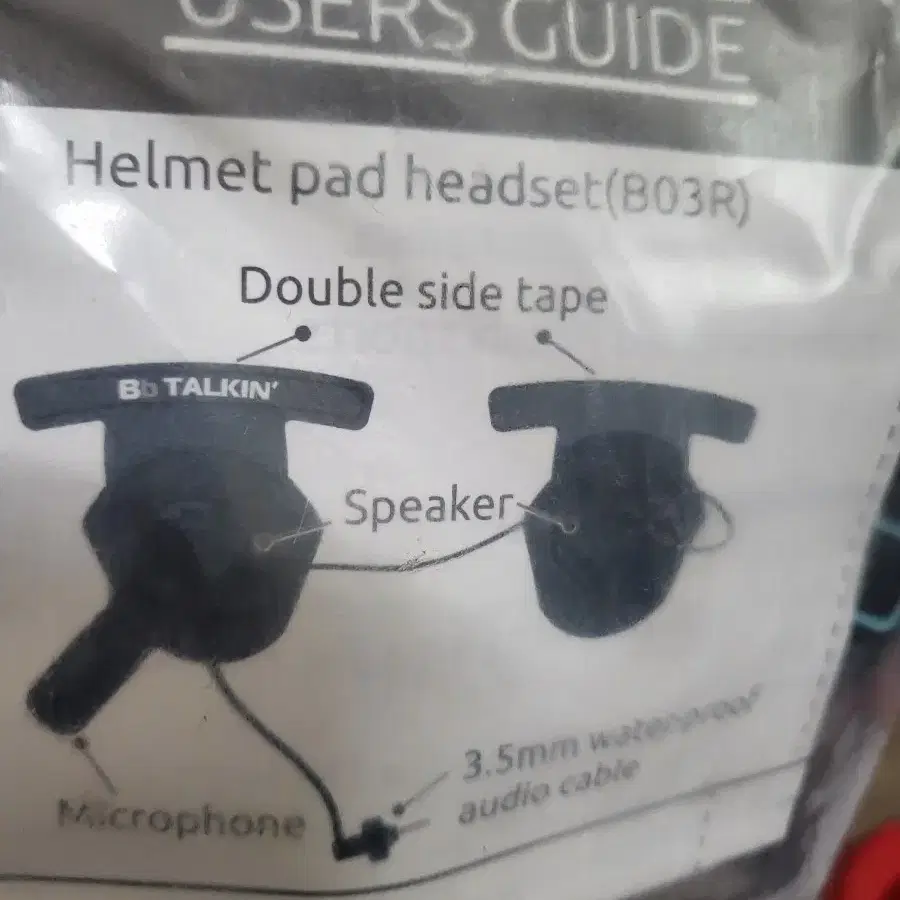 USERS GUIDE
Helmet pad headset(B03R)
Double side tape
Bb TALKIN'
Speaker
3.5mm waterproof
audio cable
Microphone